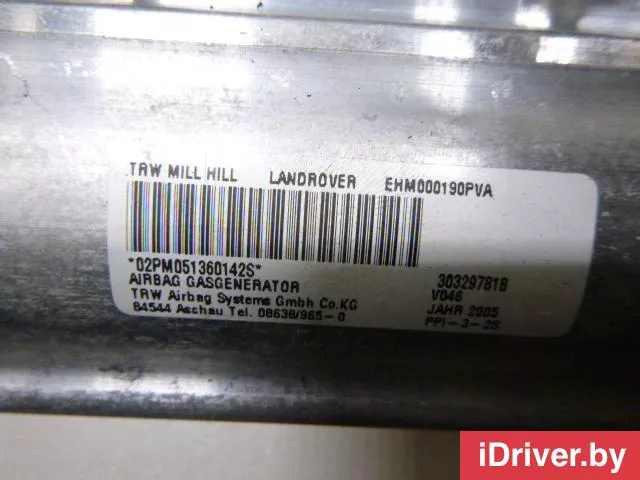 TRW MILL HILL LANDROVER EHM000190PVA
*02PM051360142S*
AIRBAG GASGENERATOR 303297818
TRW Airbag Systems Gmbh Co.KG V046
84544 Aschau Tel. 08638/965-0 JAHR 2005
PPI-3-2S
iDriver.by